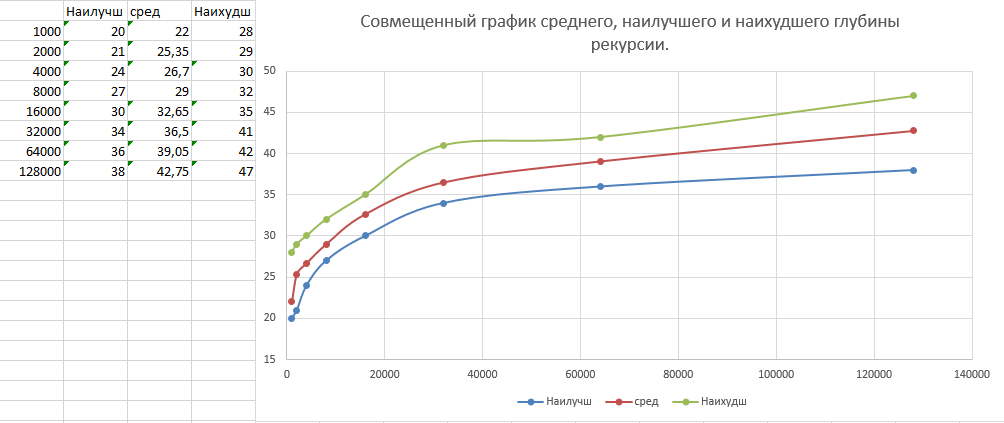 Наилучш сред Наихудш
1000 20 22 28
2000 21 25,35 29
4000 24 26,7 30
8000 27 29 32
16000 30 32,65 35
32000 34 36,5 41
64000 36 39,05 42
128000 38 42,75 47
Совмещенный график среднего, наилучшего и наихудшего глубины
рекурсии.
50
45
40
35
30
25
20
15
0 20000 40000 60000 80000 100000 120000 140000
Наилучш сред Наихудш